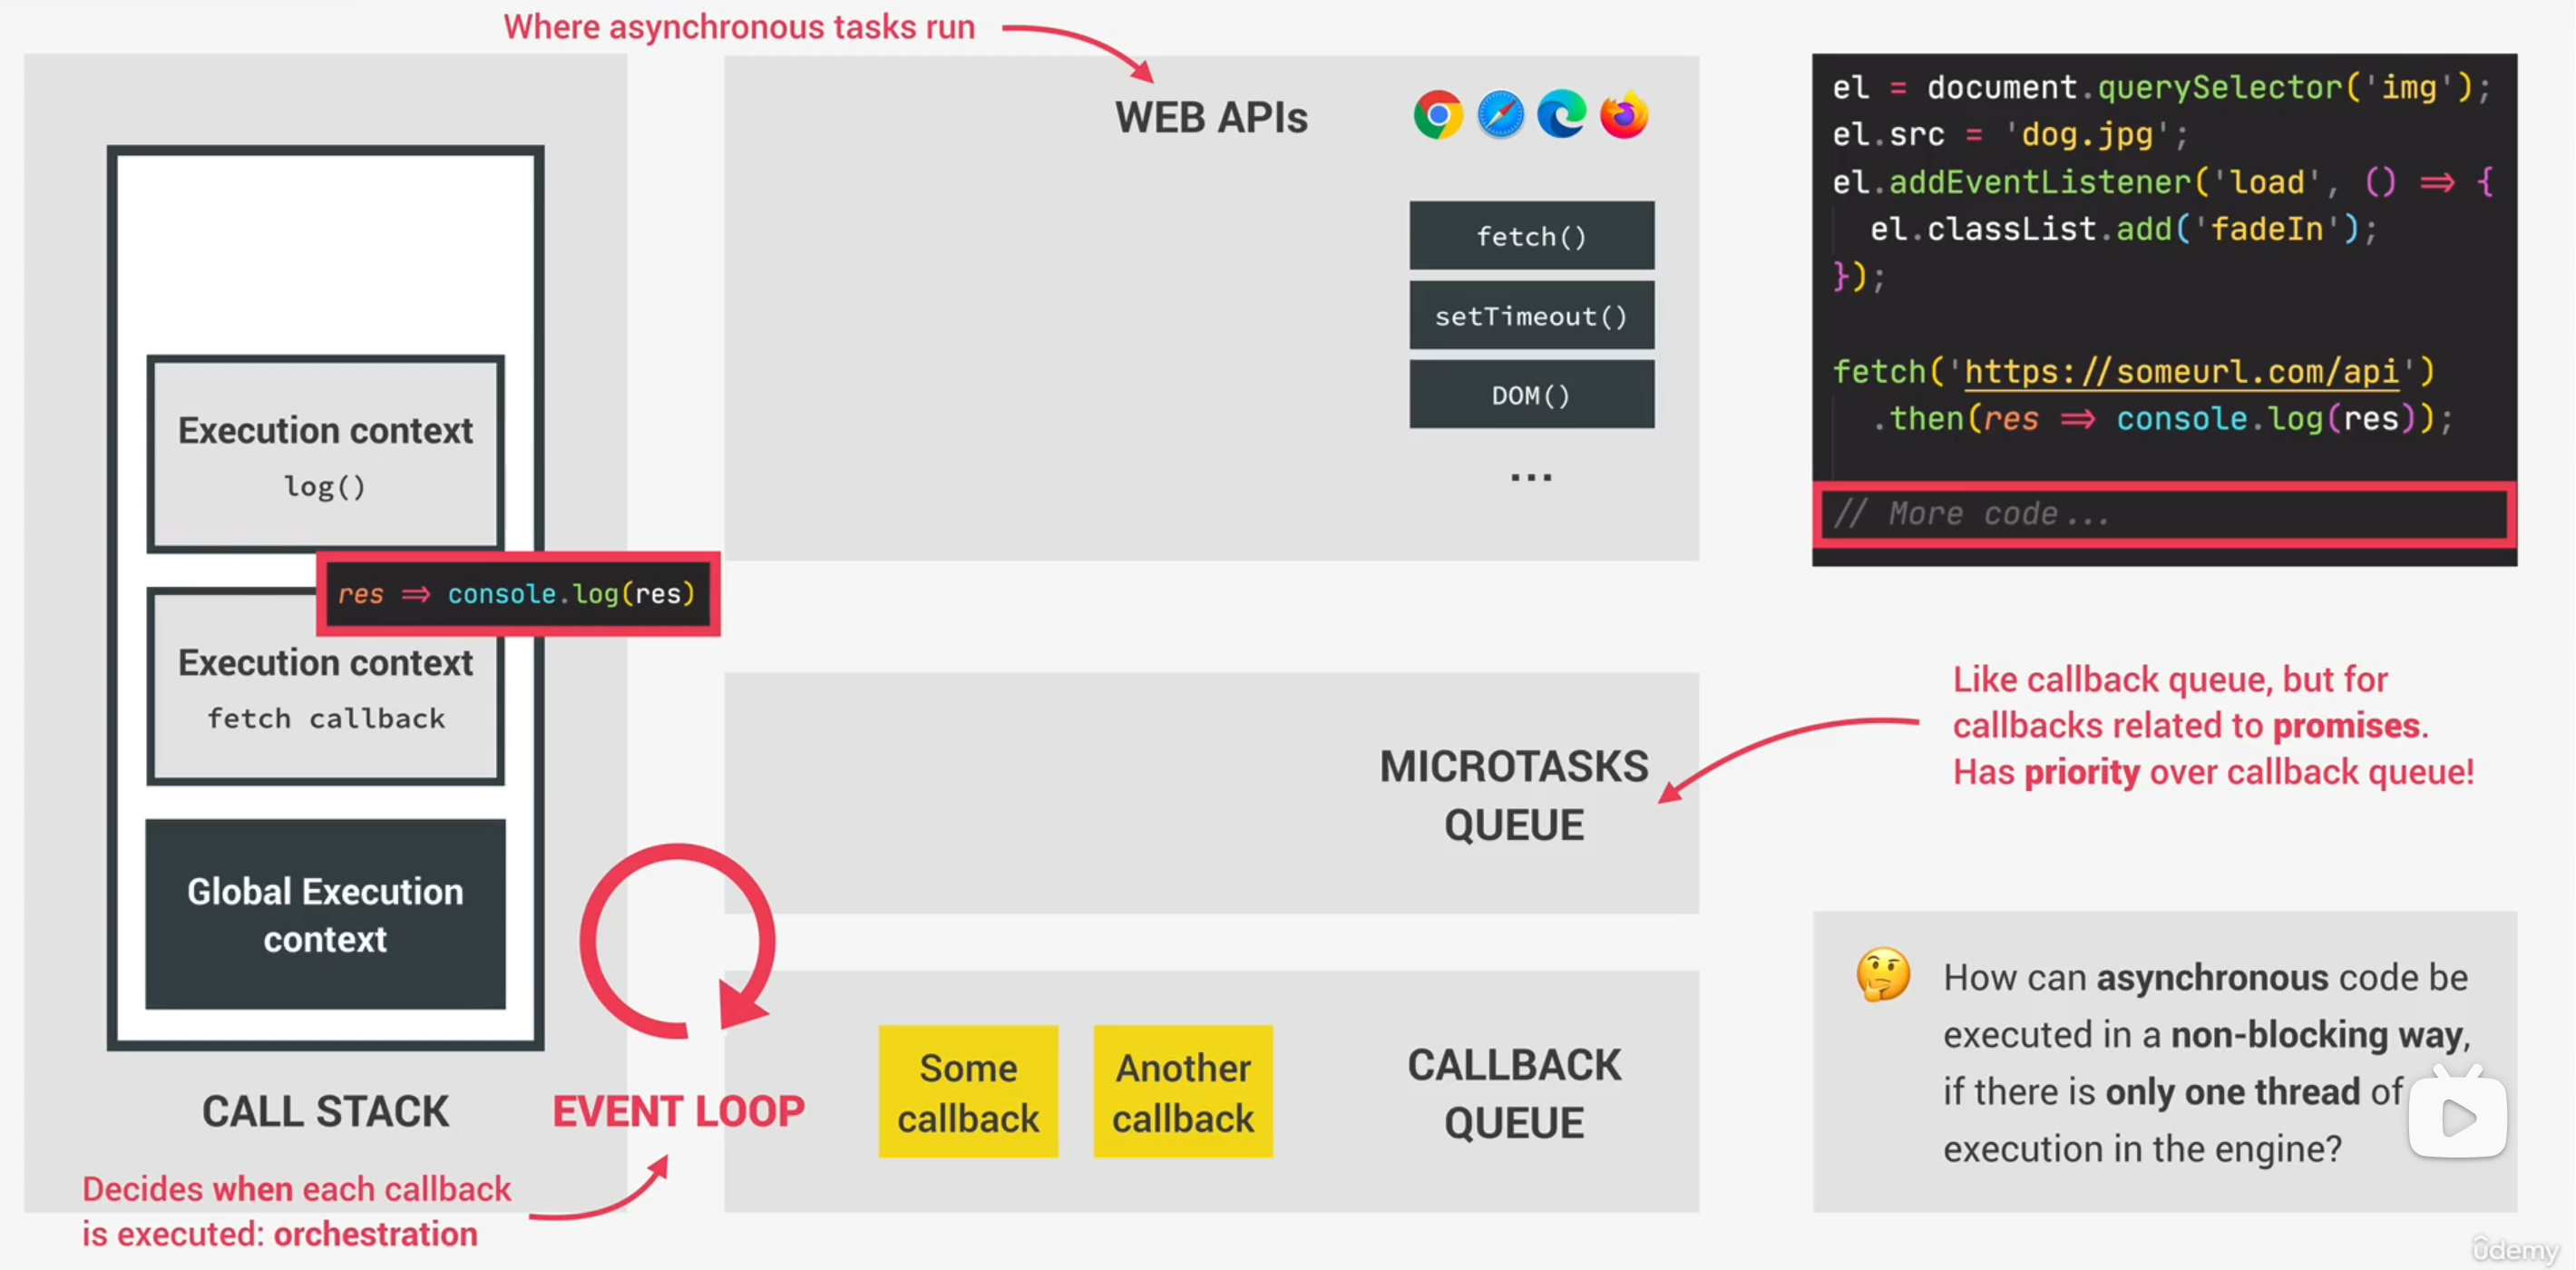 Where asynchronous tasks run
WEB APIs
fetch()
setTimeout()
DOM()
...
Execution context
log()
res => console.log(res)
Execution context
fetch callback
Global Execution
context
CALL STACK
EVENT LOOP
Decides when each callback
is executed: orchestration
MICROTASKS
QUEUE
Some
callback
Another
callback
CALLBACK
QUEUE
el = document.querySelector('img');
el.src = 'dog.jpg';
el.addEventListener('load', () => {
el.classList.add('fadeIn');
});
fetch('https://someurl.com/api')
.then(res => console.log(res));
// More code...
Like callback queue, but for
callbacks related to promises.
Has priority over callback queue!
How can asynchronous code be
executed in a non-blocking way,
if there is only one thread of
execution in the engine?
ûdemy